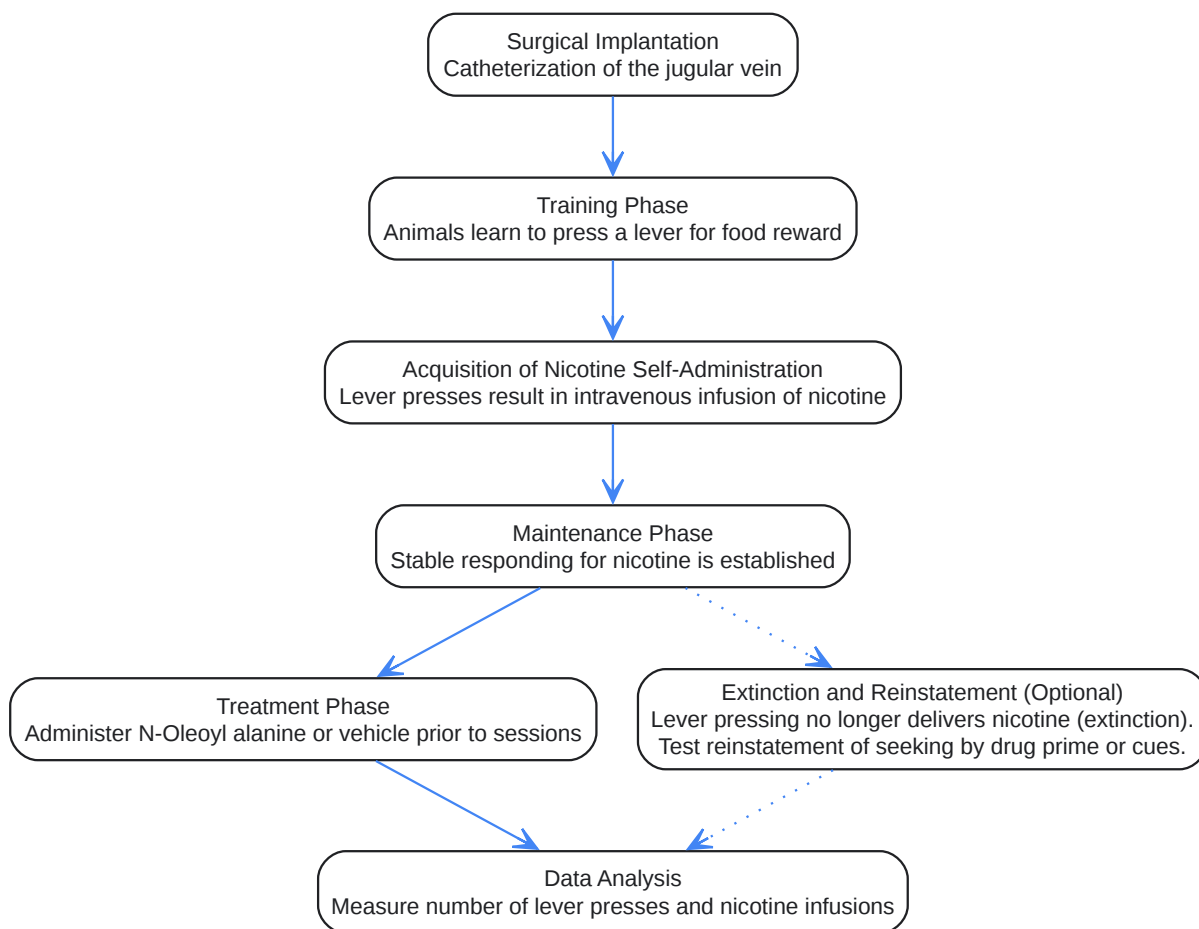 Surgical Implantation
Catheterization of the jugular vein
Training Phase
Animals learn to press a lever for food reward
Acquisition of Nicotine Self-Administration
Lever presses result in intravenous infusion of nicotine
Maintenance Phase
Stable responding for nicotine is established
Treatment Phase
Administer N-Oleoyl alanine or vehicle prior to sessions
Extinction and Reinstatement (Optional)
Lever pressing no longer delivers nicotine (extinction).
Test reinstatement of seeking by drug prime or cues.
Data Analysis
Measure number of lever presses and nicotine infusions